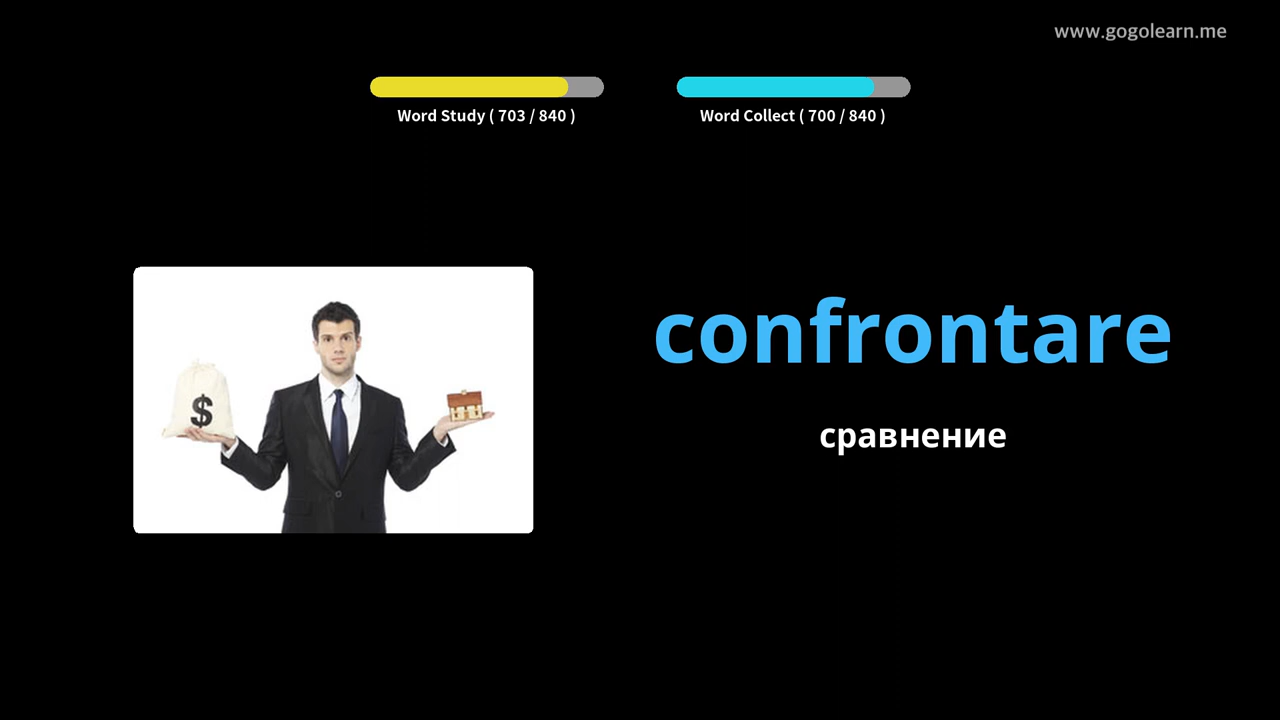 www.gogolearn.me
Word Study ( 703 / 840 )
Word Collect ( 700 / 840 )
$
confrontare
сравнение